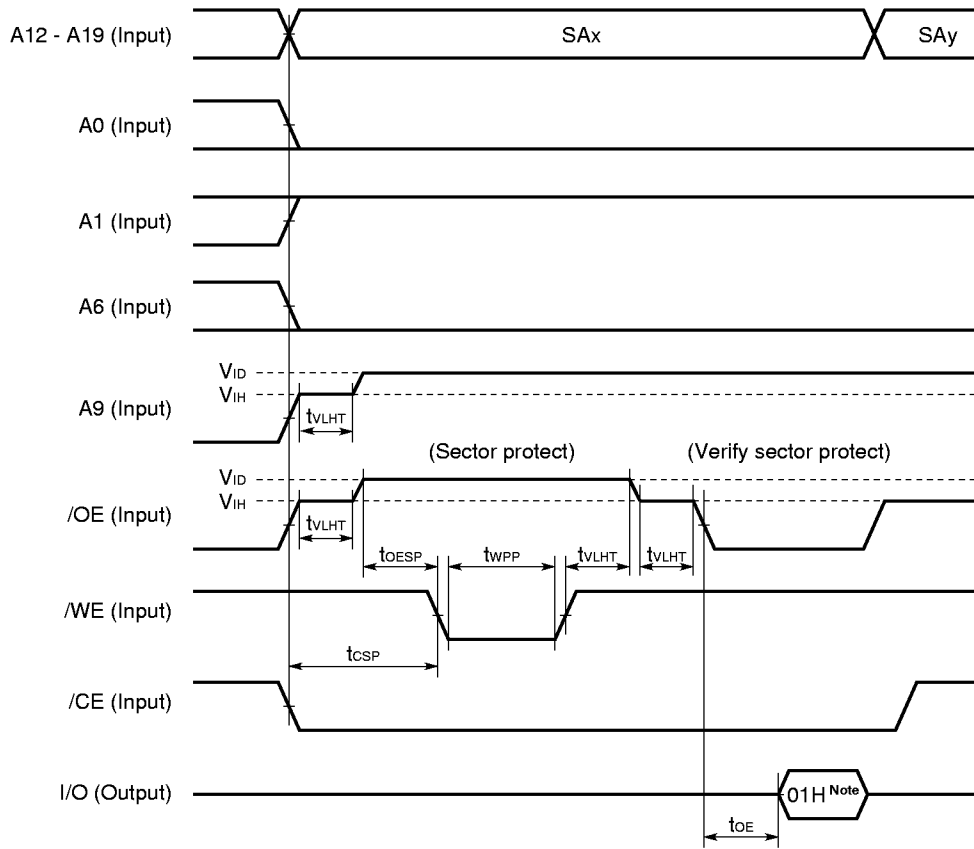 A12 - A19 (Input)
SAx
SAy
A0 (Input)
A1 (Input)
A6 (Input)
VID
VIH
A9 (Input)
tVLHT
(Sector protect)
(Verify sector protect)
VID
VIH
/OE (Input)
tVLHT
tOESP
tWPP
tVLHT
tVLHT
/WE (Input)
tCSP
/CE (Input)
I/O (Output)
01H Note
tOE